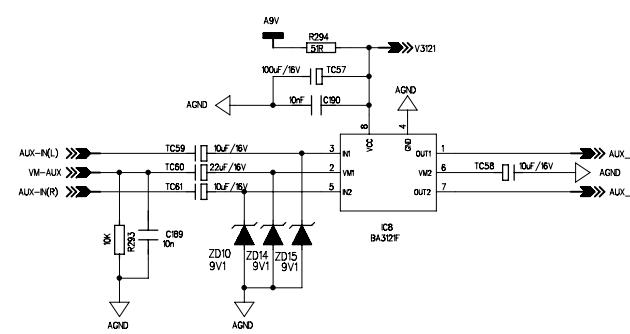 A9V
R294
51R
V3121
100uF/16V
TC57
AGND
10nF
C190
AGND
8
4
VCC
GND
AUX-IN(L)
TC59
10uF/16V
3
IN1
OUT1
1
AUX_
VM-AUX
TC60
22uF/16V
2
VM1
VM2
6
TC58
10uF/16V
AGND
AUX-IN(R)
TC61
10uF/16V
5
IN2
OUT2
7
AUX_
IC8
BA3121F
10K
R293
C189
10n
ZD10
9V1
ZD14
9V1
ZD15
9V1
AGND
AGND